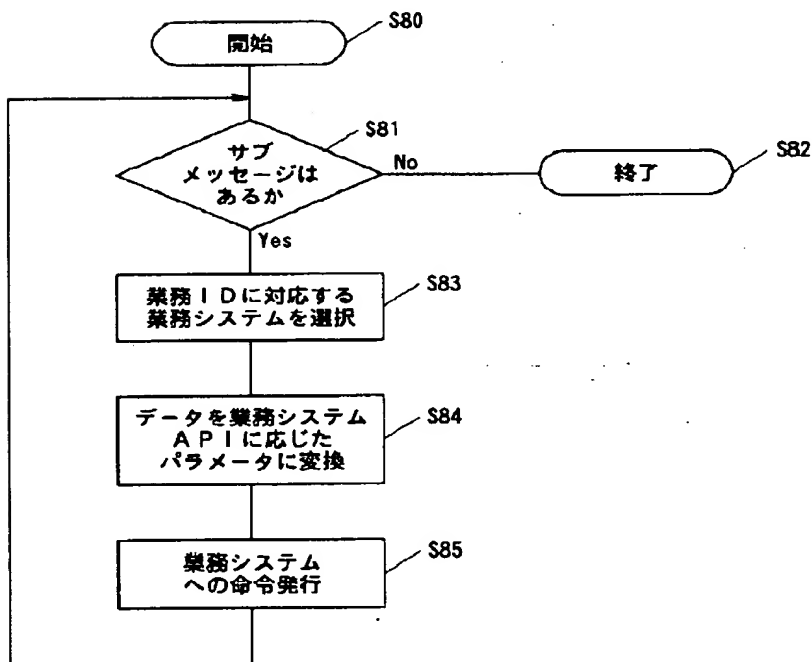 開始
S80
サブ
メッセージは
あるか
S81
No
終了
S82
Yes
業務IDに対応する
業務システムを選択
S83
データを業務システム
APIに応じた
パラメータに変換
S84
業務システム
への命令発行
S85